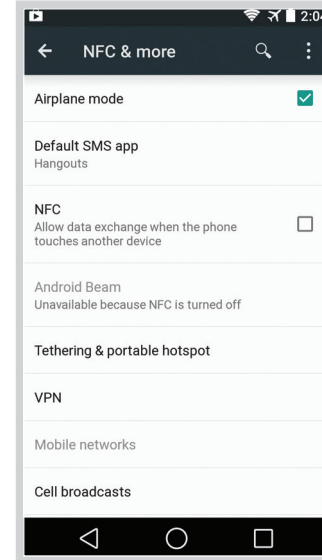 2:04
NFC & more
Airplane mode
Default SMS app
Hangouts
NFC
Allow data exchange when the phone
touches another device
Android Beam
Unavailable because NFC is turned off
Tethering & portable hotspot
VPN
Mobile networks
Cell broadcasts